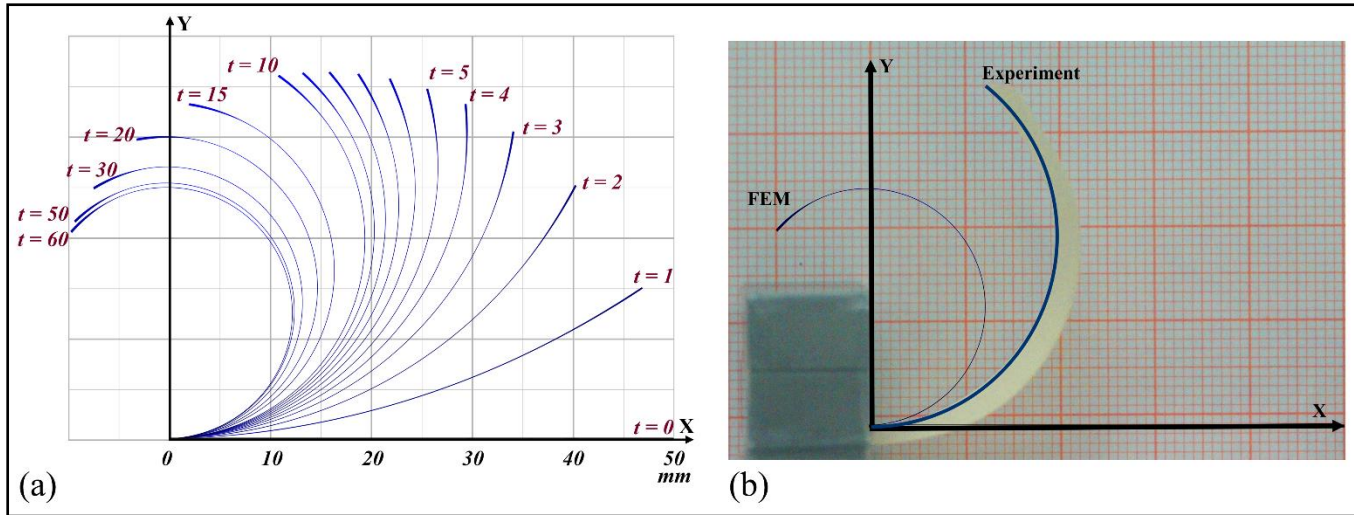 Y
t = 10
t = 15
t = 5
t = 4
t = 20
t = 3
t = 30
t = 2
t = 50
t = 60
t = 1
t=0
X
0 10 20 30 40 50
mm
(a)
Y
Experiment
FEM
X
(b)